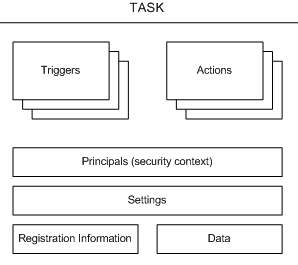 TASK
Triggers
Actions
Principals (security context)
Settings
Registration Information
Data